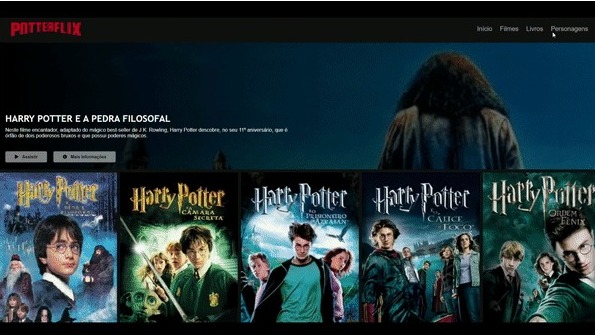 POTTERFLIX
Início Filmes Livros Personagens
HARRY POTTER E A PEDRA FILOSOFAL
Neste filme encantador, adaptado do mágico best-seller de J.K. Rowling, Harry Potter descobre, no seu 11º aniversário, que é
órfão de dois poderosos bruxos e que possui poderes mágicos.
Assistir
Mais Informações
Harry Potter
Harry Potter
E A
CÂMARA
SECRETA
Harry Potter
E O
PRISIONEIRO
DE AZKABAN
Harry Potter
E O
CÁLICE
DE FOGO
Harry Potter
E A
ORDEM
DA FÊNIX